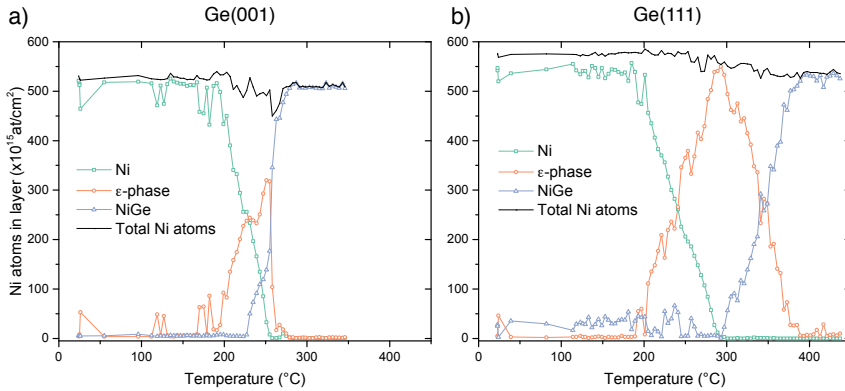 a)
Ge(001)
Ni atoms in layer (x10¹⁵at/cm²)
600
500
400
300
200
100
0
Ni
ε-phase
NiGe
Total Ni atoms
0
100
200
300
400
Temperature (°C)
b)
Ge(111)
600
500
400
300
200
100
0
Ni
ε-phase
NiGe
Total Ni atoms
0
100
200
300
400
Temperature (°C)